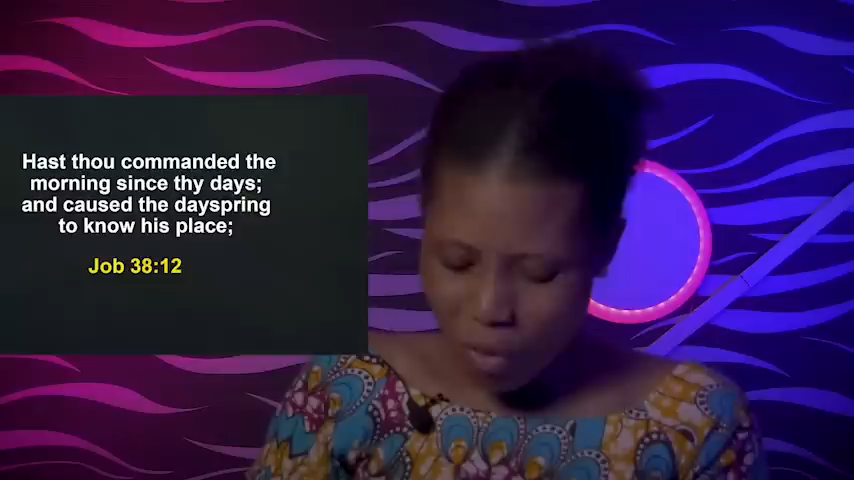 Hast thou commanded the
morning since thy days;
and caused the dayspring
to know his place;
Job 38:12